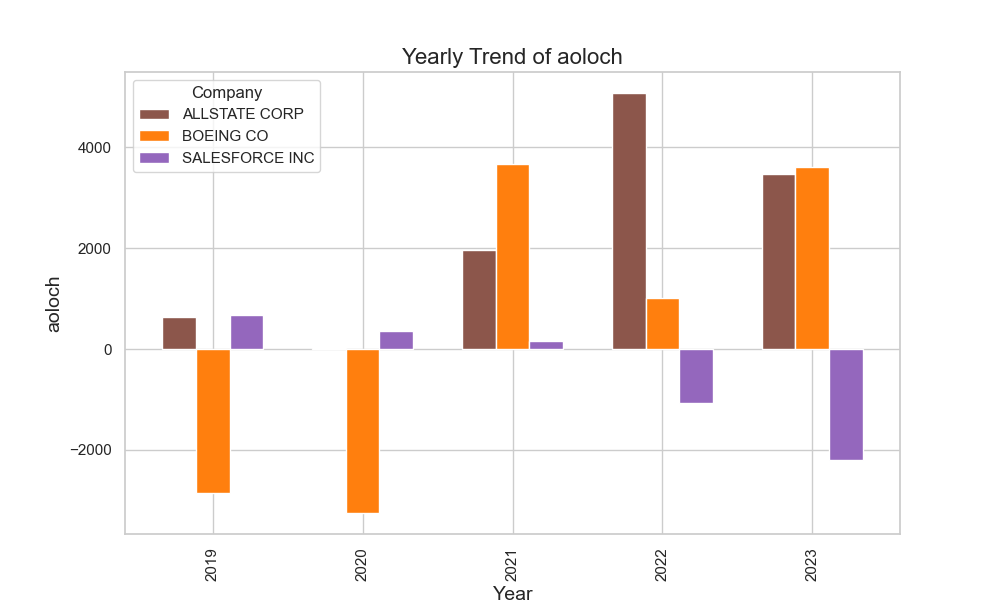 Yearly Trend of aoloch
Company
ALLSTATE CORP
BOEING CO
SALESFORCE INC
4000
2000
0
−2000
aoloch
2019
2020
2021
2022
2023
Year